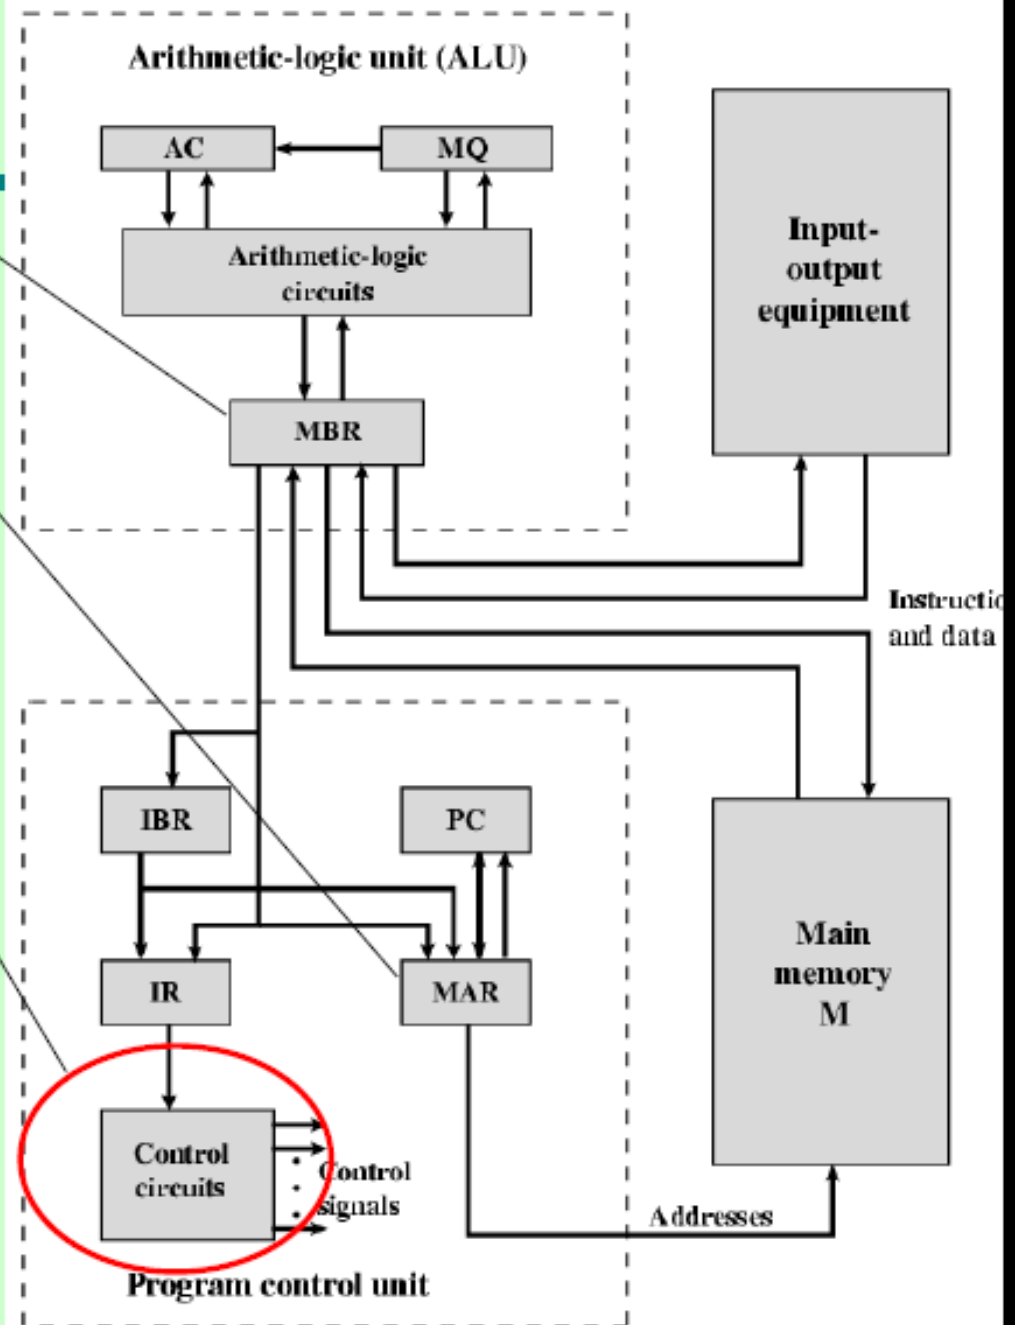 Arithmetic-logic unit (ALU)
AC
MQ
Arithmetic-logic
circuits
Input-
output
equipment
MBR
and data
IBR
PC
IR
MAR
Main
memory
M
Control
circuits
Control
signals
Addresses
Program control unit